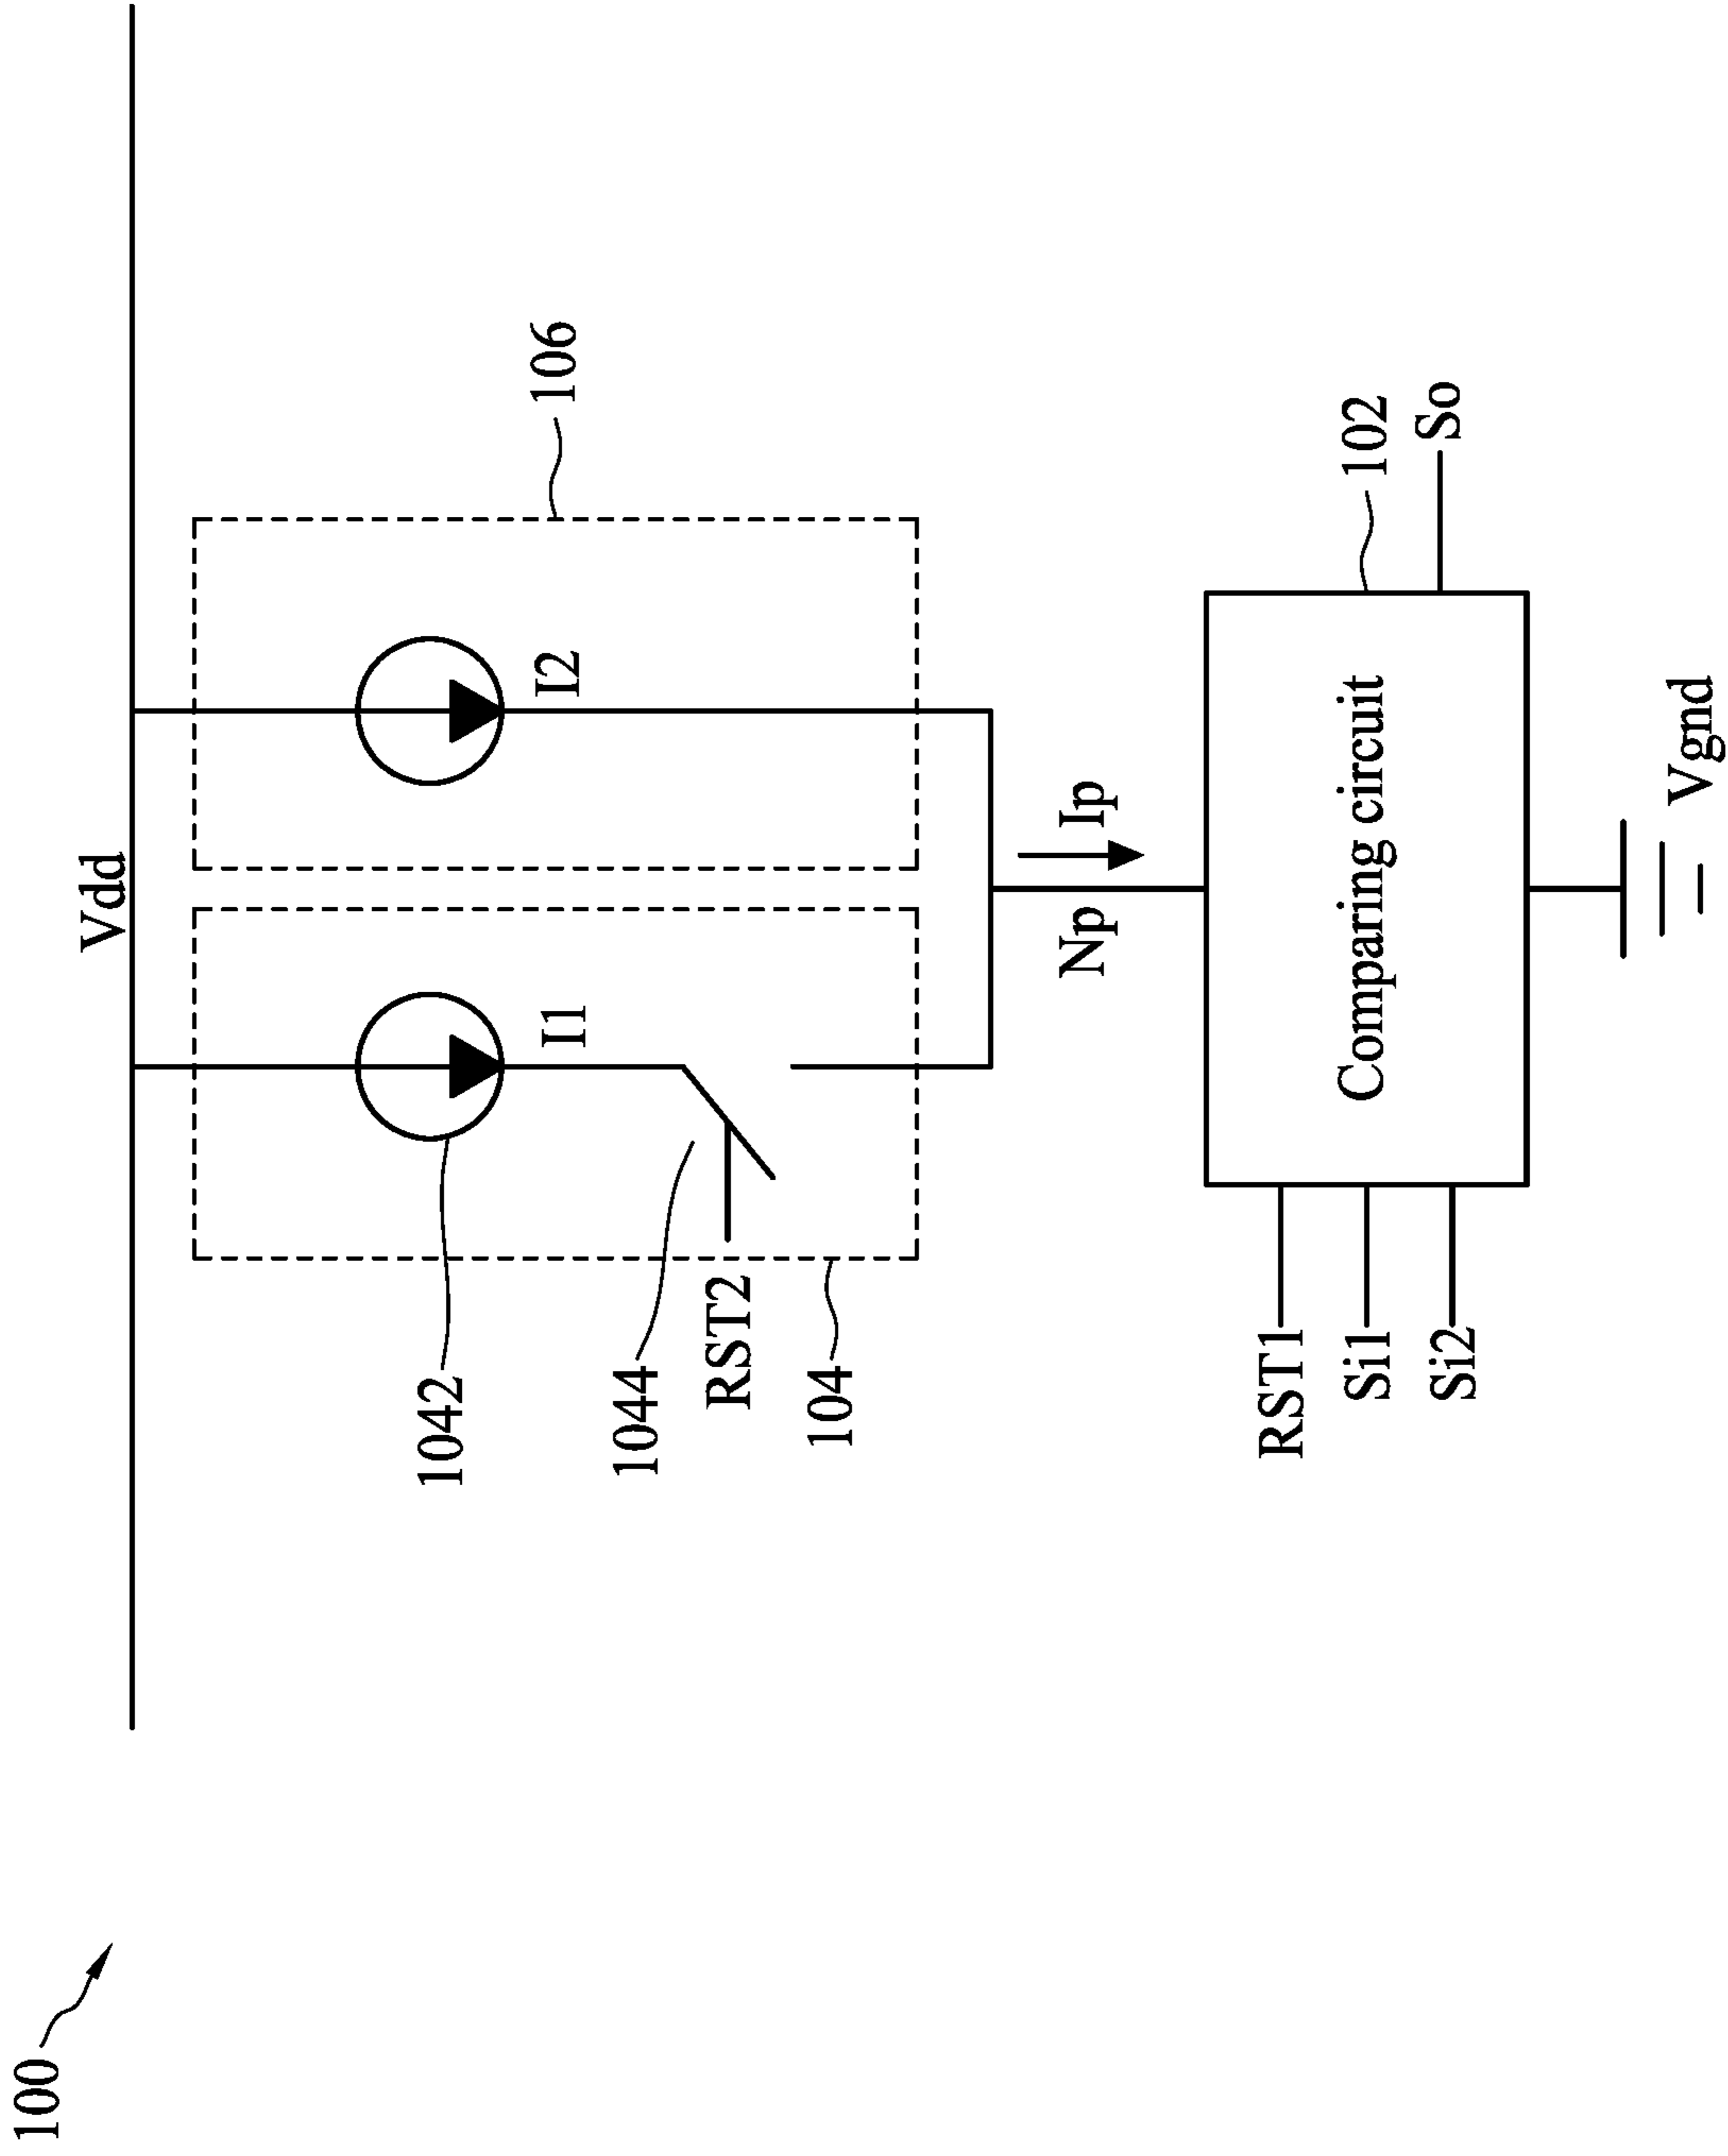 100
Vdd
106
I1
I2
1042
1044
RST2
104
Np
Ip
102
RST1
Si1
Si2
Comparing circuit
So
Vgnd